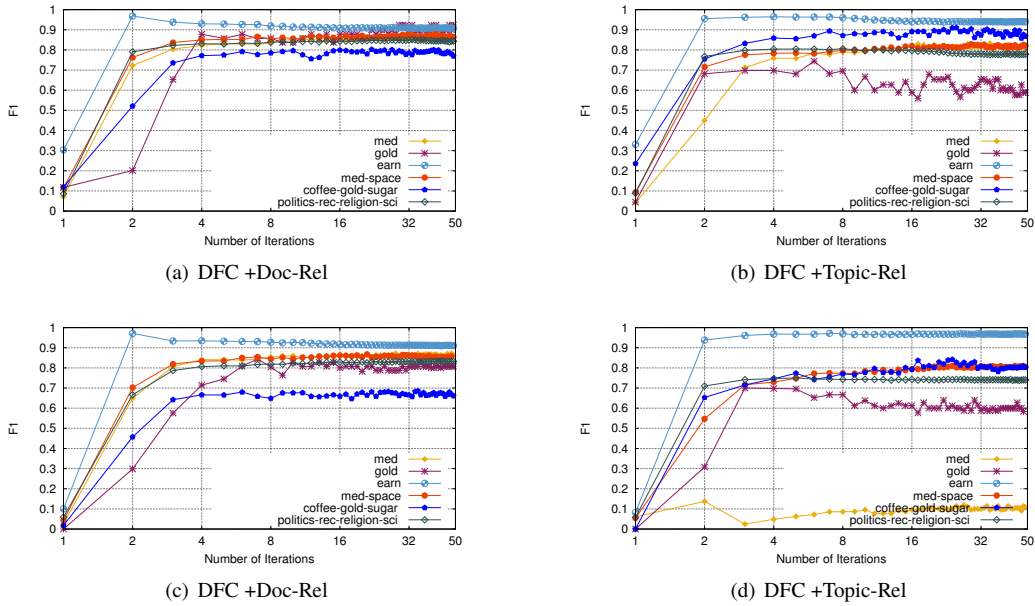 1
0.9
0.8
0.7
0.6
0.5
0.4
0.3
0.2
0.1
0
F1
med
gold
earn
med-space
coffee-gold-sugar
politics-rec-religion-sci
1 2 4 8 16 32 50
Number of Iterations
(a) DFC +Doc-Rel
1
0.9
0.8
0.7
0.6
0.5
0.4
0.3
0.2
0.1
0
F1
med
gold
earn
med-space
coffee-gold-sugar
politics-rec-religion-sci
1 2 4 8 16 32 50
Number of Iterations
(b) DFC +Topic-Rel
1
0.9
0.8
0.7
0.6
0.5
0.4
0.3
0.2
0.1
0
F1
med
gold
earn
med-space
coffee-gold-sugar
politics-rec-religion-sci
1 2 4 8 16 32 50
Number of Iterations
(c) DFC +Doc-Rel
1
0.9
0.8
0.7
0.6
0.5
0.4
0.3
0.2
0.1
0
F1
med
gold
earn
med-space
coffee-gold-sugar
politics-rec-religion-sci
1 2 4 8 16 32 50
Number of Iterations
(d) DFC +Topic-Rel